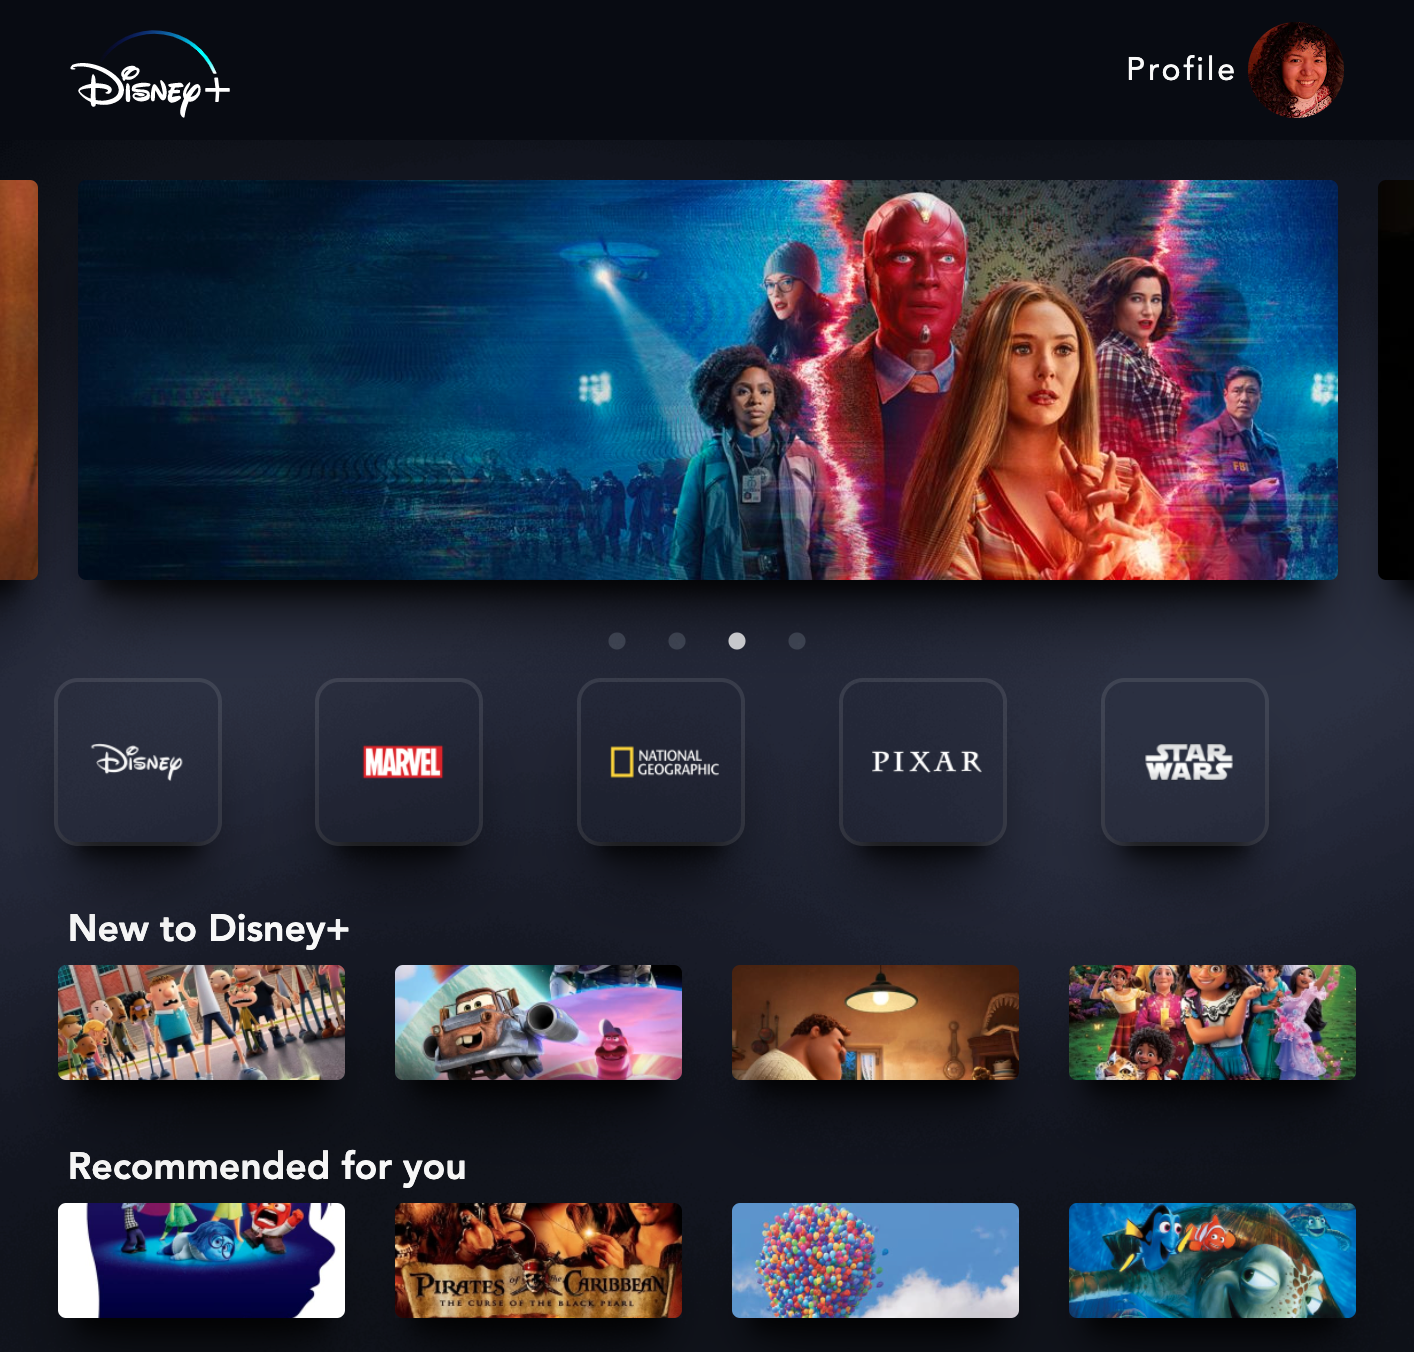 Disney+
Profile
FBI
Disney
MARVEL
NATIONAL
GEOGRAPHIC
PIXAR
STAR
WARS
New to Disney+
Recommended for you
PIRATES of the CARIBBEAN
THE CURSE OF THE BLACK PEARL